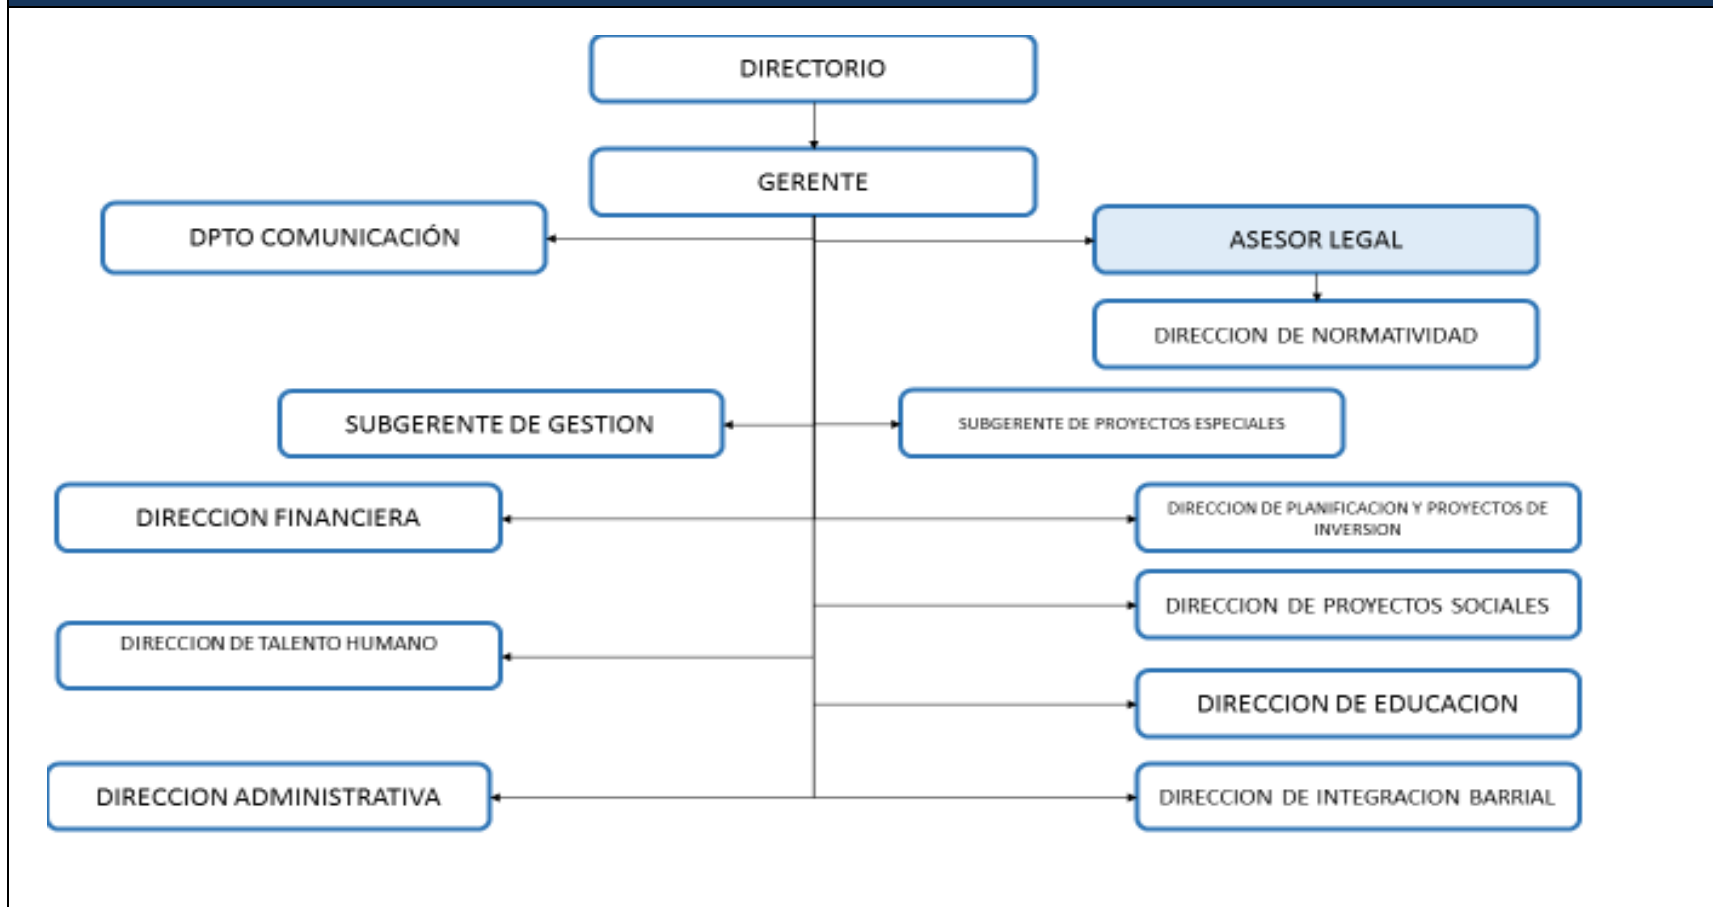 DIRECTORIO
GERENTE
DPTO COMUNICACIÓN
ASESOR LEGAL
DIRECCION DE NORMATIVIDAD
SUBGERENTE DE GESTION
SUBGERENTE DE PROYECTOS ESPECIALES
DIRECCION FINANCIERA
DIRECCION DE PLANIFICACION Y PROYECTOS DE
INVERSION
DIRECCION DE PROYECTOS SOCIALES
DIRECCION DE TALENTO HUMANO
DIRECCION DE EDUCACION
DIRECCION ADMINISTRATIVA
DIRECCION DE INTEGRACION BARRIAL